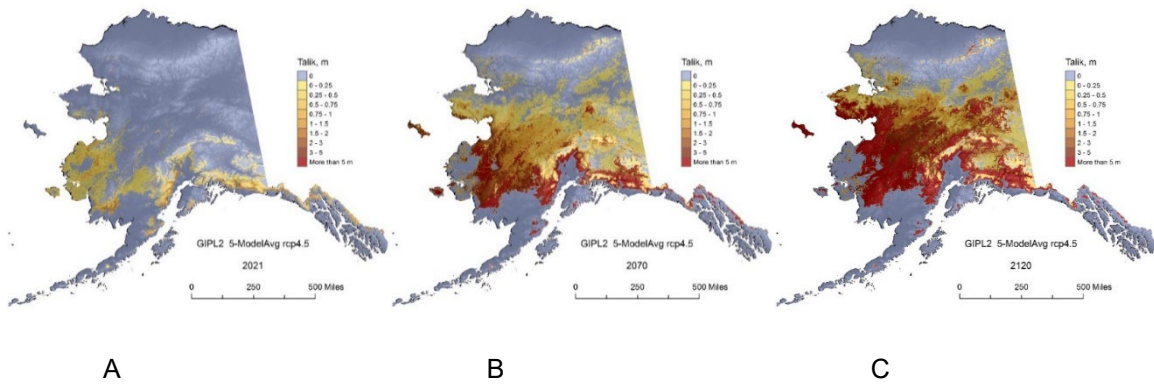 Talik, m
0
0 - 0.25
0.25 - 0.5
0.5 - 0.75
0.75 - 1
1 - 1.5
1.5 - 2
2 - 3
3 - 5
More than 5 m
GIPL2 5-ModelAvg rcp4.5
2021
0 250 500 Miles
A
Talik, m
0
0 - 0.25
0.25 - 0.5
0.5 - 0.75
0.75 - 1
1 - 1.5
1.5 - 2
2 - 3
3 - 5
More than 5 m
GIPL2 5-ModelAvg rcp4.5
2070
0 250 500 Miles
B
Talik, m
0
0 - 0.25
0.25 - 0.5
0.5 - 0.75
0.75 - 1
1 - 1.5
1.5 - 2
2 - 3
3 - 5
More than 5 m
GIPL2 5-ModelAvg rcp4.5
2120
0 250 500 Miles
C